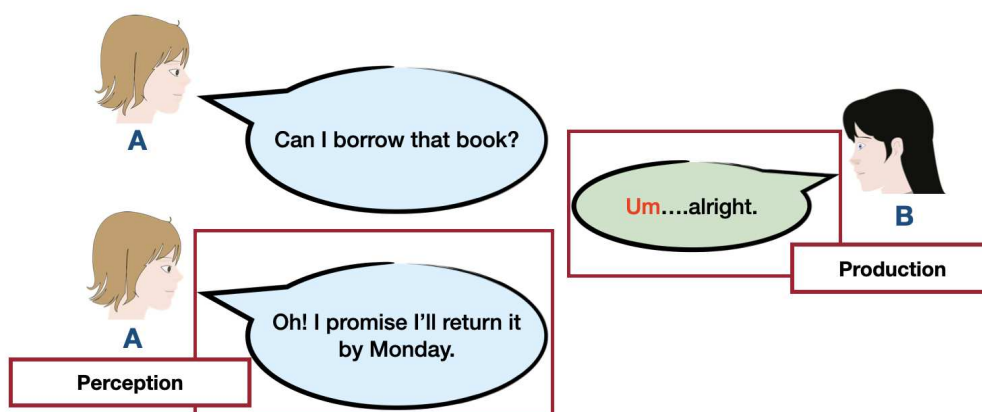 Can I borrow that book?
A
Um....alright.
B
Production
Oh! I promise I'll return it
by Monday.
A
Perception